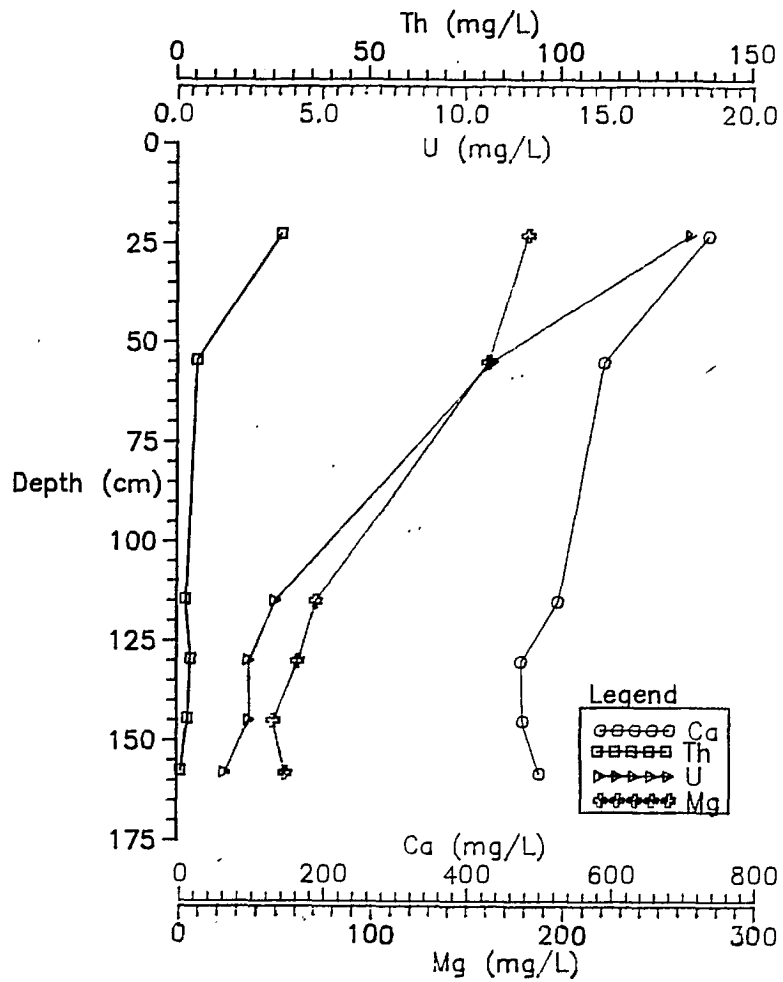 Th (mg/L)
0 50 100 150
0.0 5.0 10.0 15.0 20.0
U (mg/L)
0
25
50
75
Depth (cm)
100
125
150
175
Legend
Ca
Th
U
Mg
Ca (mg/L)
0 200 400 600 800
0 100 200 300
Mg (mg/L)